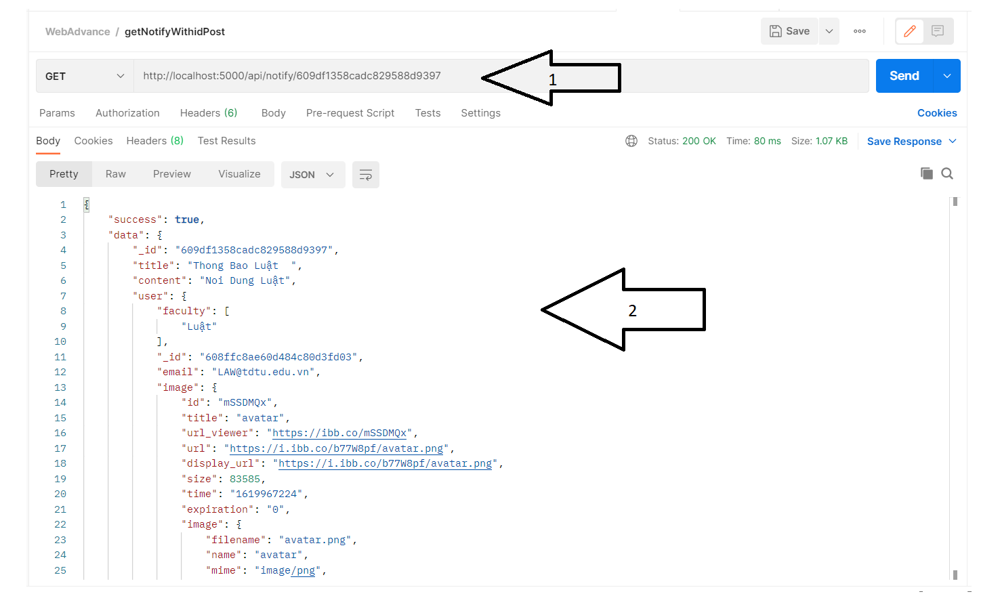 WebAdvance / getNotifyWithidPost
Save
GET http://localhost:5000/api/notify/609df1358cadc829588d9397 1 Send
Params Authorization Headers (6) Body Pre-request Script Tests Settings Cookies
Body Cookies Headers (8) Test Results Status: 200 OK Time: 80 ms Size: 1.07 KB Save Response
Pretty Raw Preview Visualize JSON
1 {
2 "success": true,
3 "data": {
4 "_id": "609df1358cadc829588d9397",
5 "title": "Thong Bao Luật  ",
6 "content": "Noi Dung Luật",
7 "user": {
8 "faculty": [
2
9 "Luật"
10 ],
11 "_id": "608ffc8ae60d484c80d3fd03",
12 "email": "LAW@tdtu.edu.vn",
13 "image": {
14 "id": "mSSDMQx",
15 "title": "avatar",
16 "url_viewer": "https://ibb.co/mSSDMQx",
17 "url": "https://i.ibb.co/b77W8pf/avatar.png",
18 "display_url": "https://i.ibb.co/b77W8pf/avatar.png",
19 "size": 83585,
20 "time": "1619967224",
21 "expiration": "0",
22 "image": {
23 "filename": "avatar.png",
24 "name": "avatar",
25 "mime": "image/png",